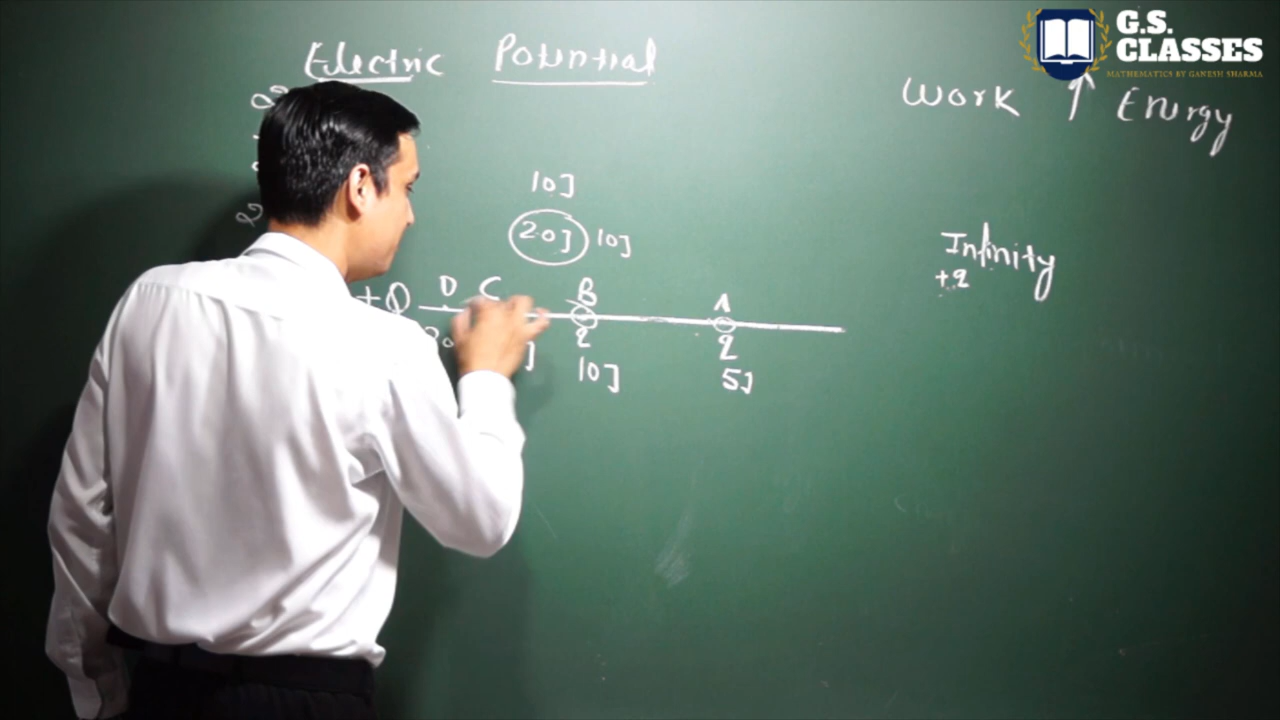 G.S. CLASSES
MATHEMATICS BY GANESH SHARMA
Electric Potential
Work ↑ Energy
10J
20J 10J
Infinity
+q
+Q D C B A
q q
10J 5J